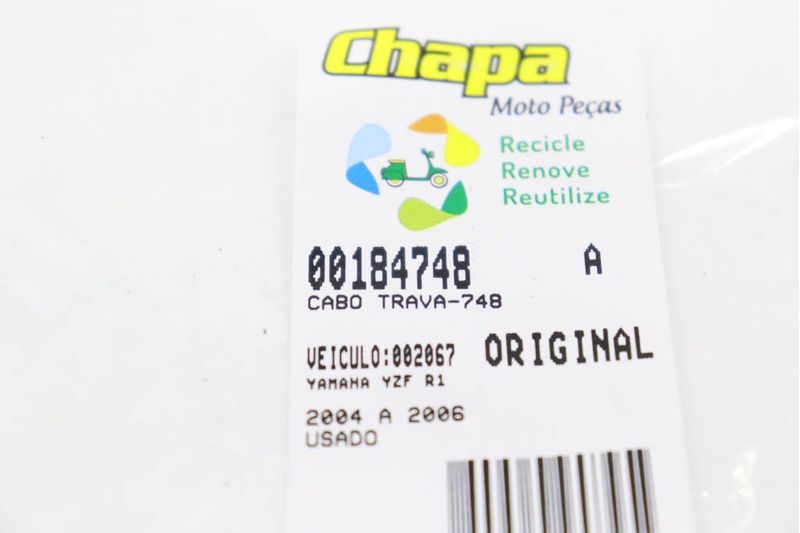 Chapa
Moto Peças
Recicle
Renove
Reutilize
00184748 A
CABO TRAVA-748
VEICULO:002067 ORIGINAL
YAMAHA YZF R1
2004 A 2006
USADO